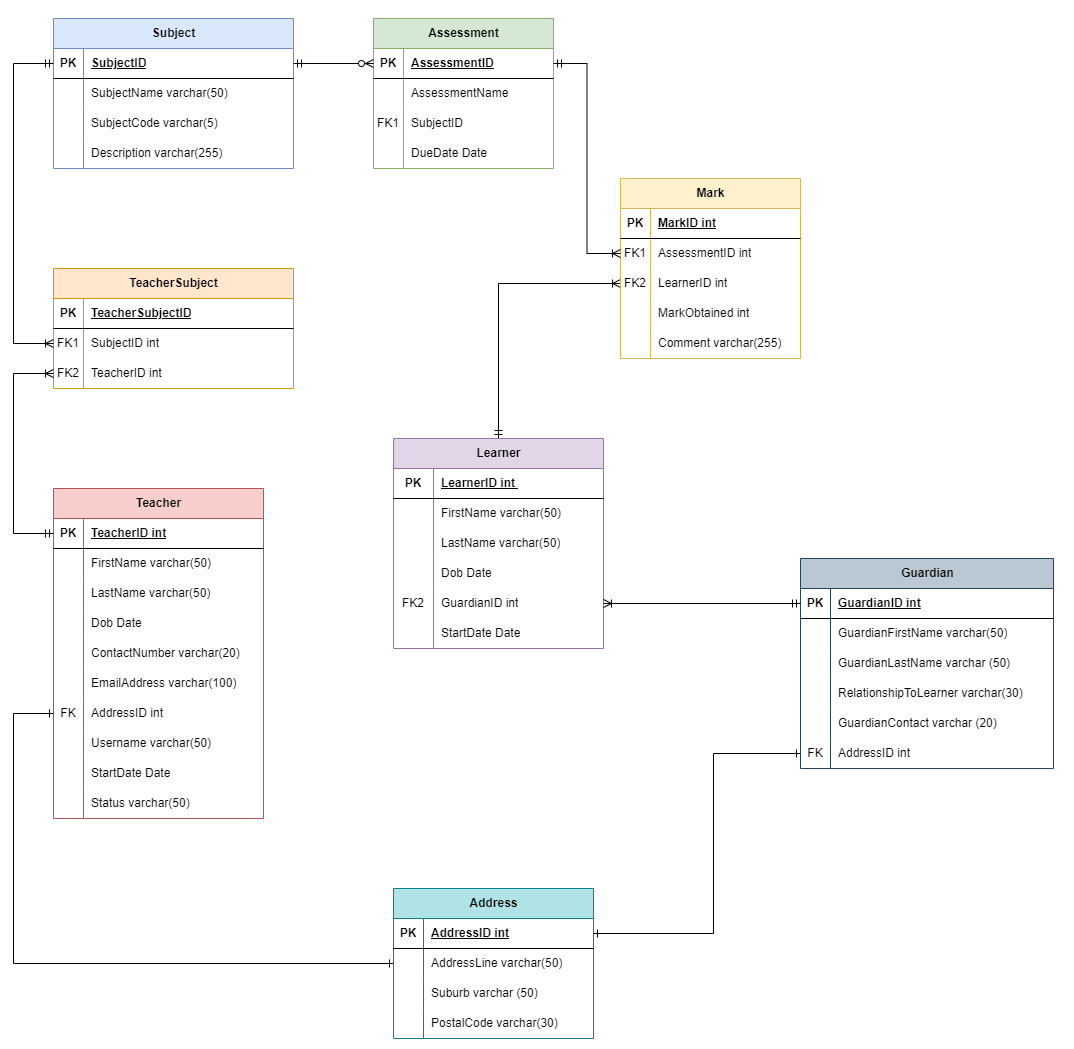 Subject
PK SubjectID
SubjectName varchar(50)
SubjectCode varchar(5)
Description varchar(255)
Assessment
PK AssessmentID
AssessmentName
FK1 SubjectID
DueDate Date
Mark
PK MarkID int
FK1 AssessmentID int
FK2 LearnerID int
MarkObtained int
Comment varchar(255)
TeacherSubject
PK TeacherSubjectID
FK1 SubjectID int
FK2 TeacherID int
Learner
PK LearnerID int
FirstName varchar(50)
LastName varchar(50)
Dob Date
FK2 GuardianID int
StartDate Date
Teacher
PK TeacherID int
FirstName varchar(50)
LastName varchar(50)
Dob Date
ContactNumber varchar(20)
EmailAddress varchar(100)
FK AddressID int
Username varchar(50)
StartDate Date
Status varchar(50)
Guardian
PK GuardianID int
GuardianFirstName varchar(50)
GuardianLastName varchar (50)
RelationshipToLearner varchar(30)
GuardianContact varchar (20)
FK AddressID int
Address
PK AddressID int
AddressLine varchar(50)
Suburb varchar (50)
PostalCode varchar(30)